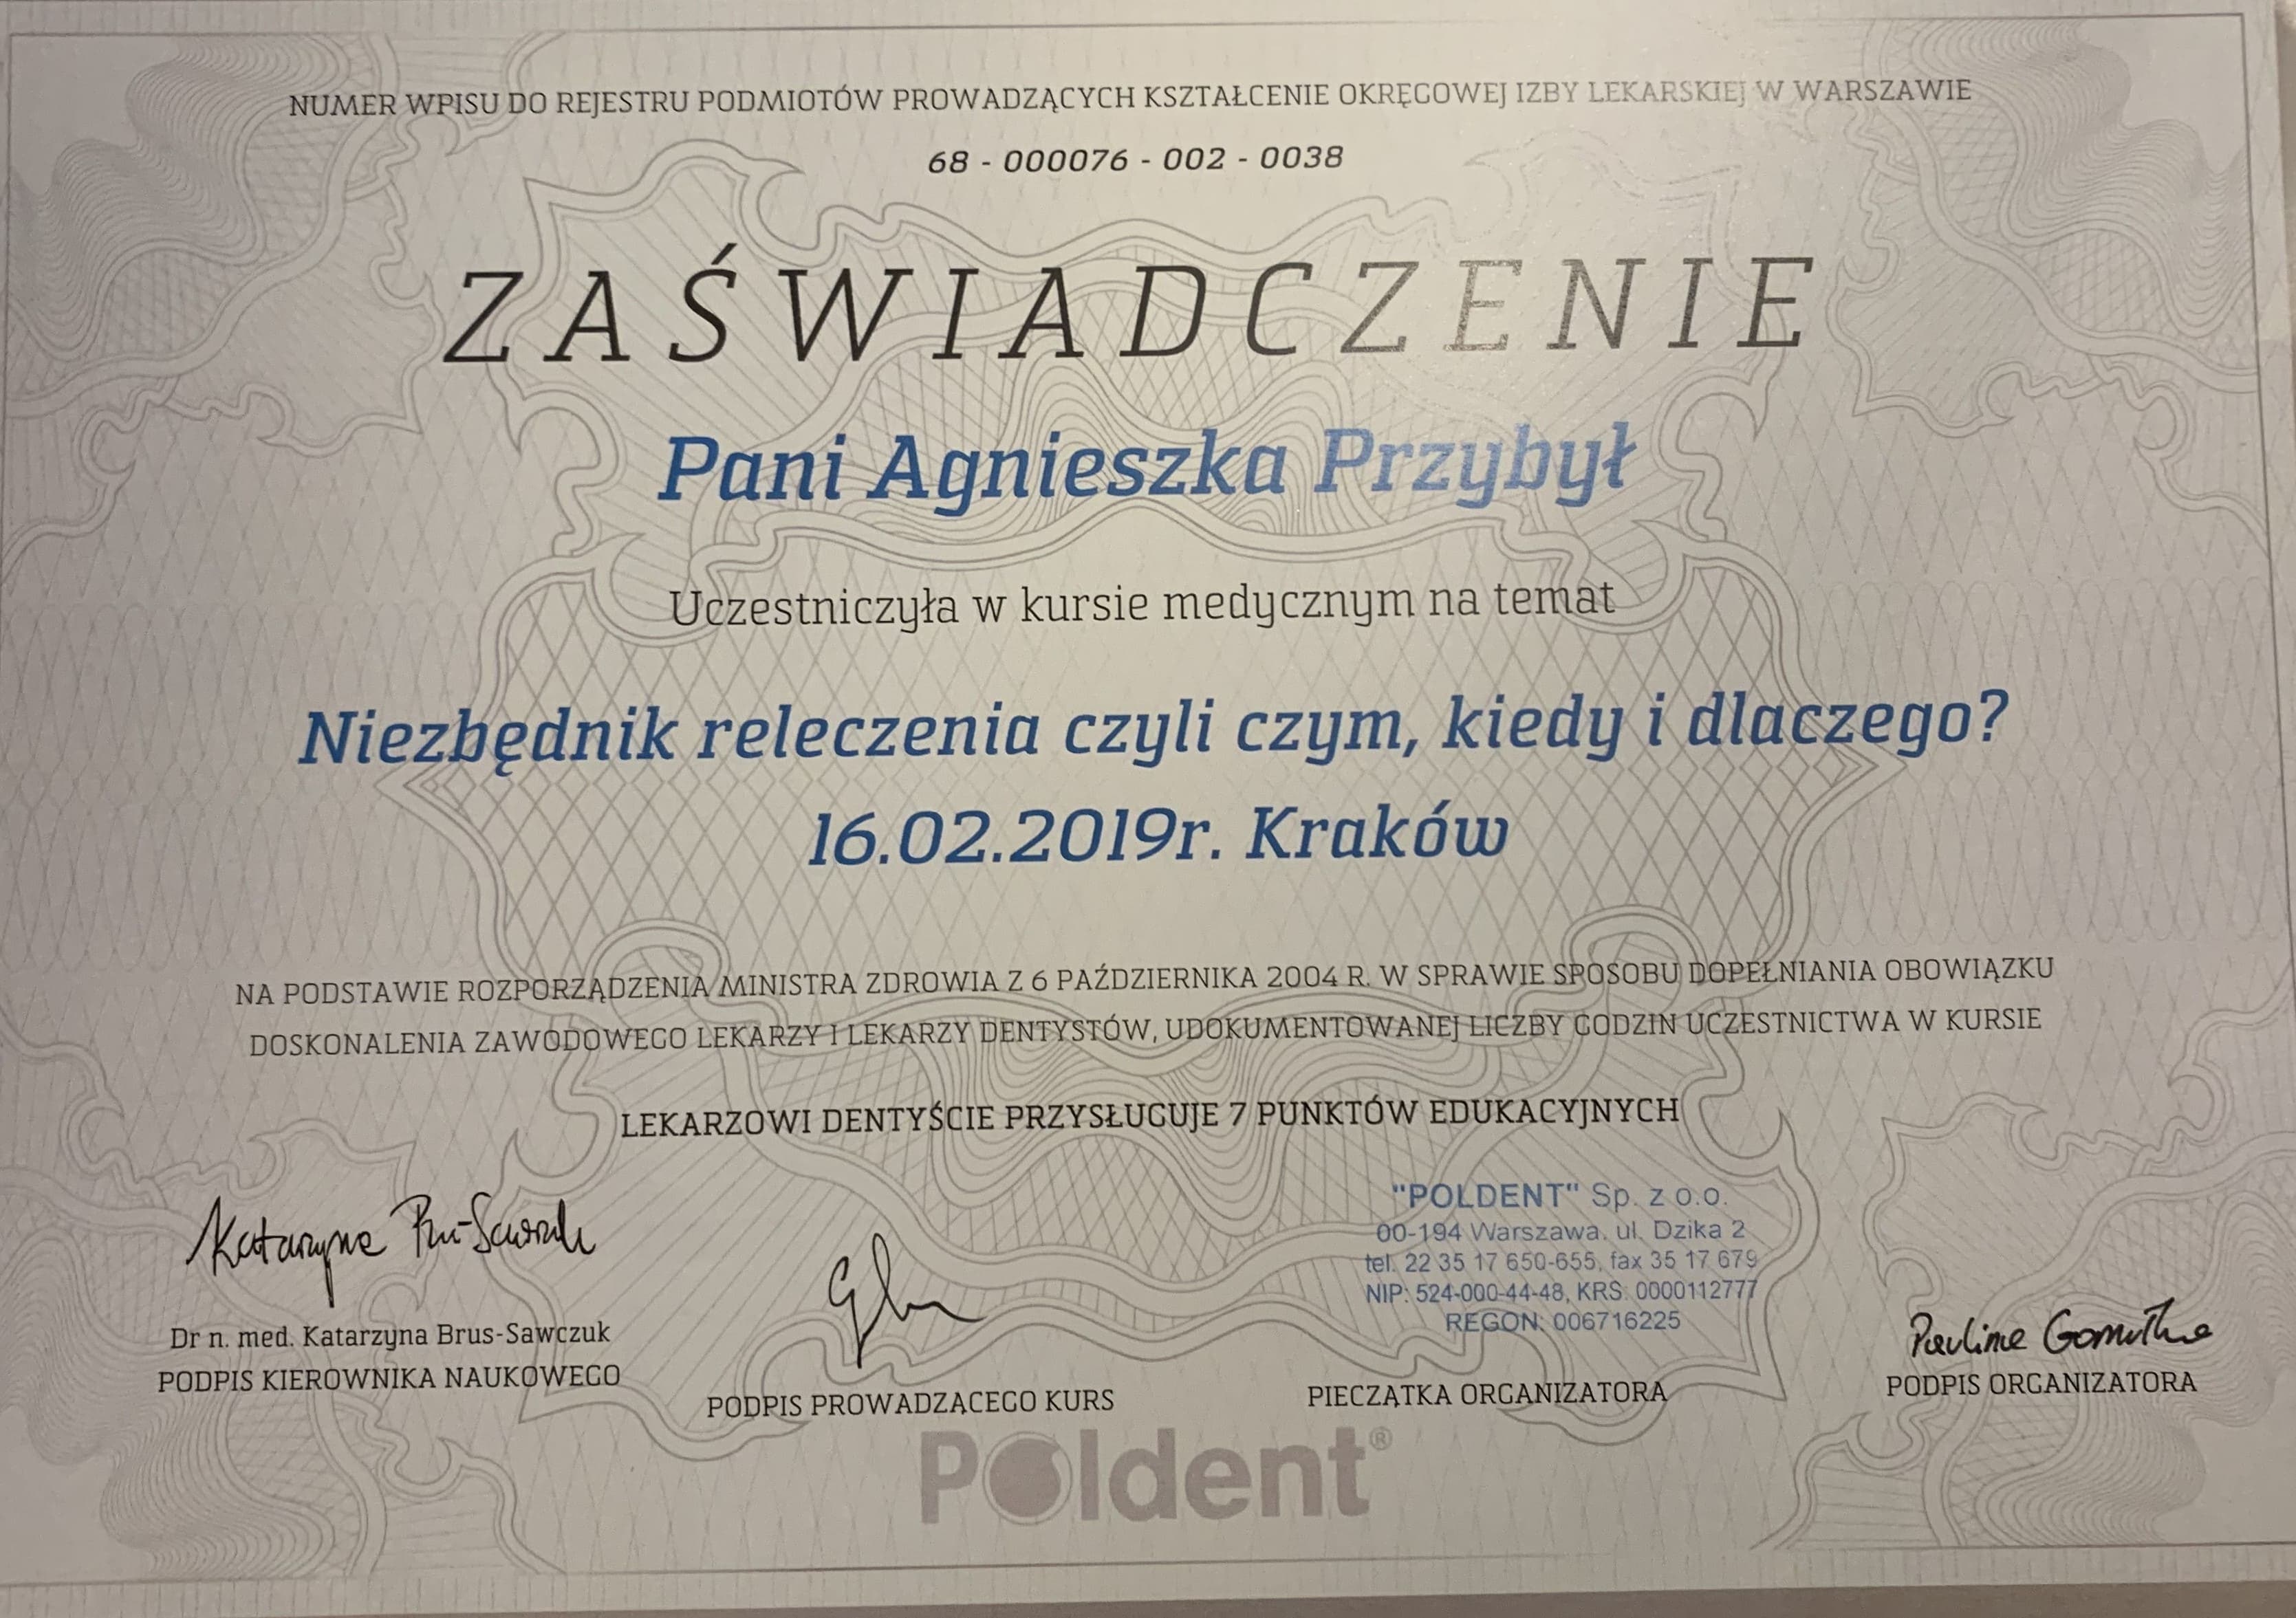 NUMER WPISU DO REJESTRU PODMIOTÓW PROWADZĄCYCH KSZTAŁCENIE OKRĘGOWEJ IZBY LEKARSKIEJ W WARSZAWIE
68 - 000076 - 002 - 0038
ZAŚWIADCZENIE
Pani Agnieszka Przybył
Uczestniczyła w kursie medycznym na temat
Niezbędnik releczenia czyli czym, kiedy i dlaczego?
16.02.2019r. Kraków
NA PODSTAWIE ROZPORZĄDZENIA MINISTRA ZDROWIA Z 6 PAŹDZIERNIKA 2004 R. W SPRAWIE SPOSOBU DOPEŁNIANIA OBOWIĄZKU
DOSKONALENIA ZAWODOWEGO LEKARZY I LEKARZY DENTYSTÓW, UDOKUMENTOWANEJ LICZBY GODZIN UCZESTNICTWA W KURSIE
LEKARZOWI DENTYŚCIE PRZYSŁUGUJE 7 PUNKTÓW EDUKACYJNYCH
Katarzyna Brus-Sawczuk
Dr n. med. Katarzyna Brus-Sawczuk
PODPIS KIEROWNIKA NAUKOWEGO
PODPIS PROWADZĄCEGO KURS
"POLDENT" Sp. z o.o.
00-194 Warszawa, ul. Dzika 2
tel. 22 35 17 650-655, fax 35 17 679
NIP: 524-000-44-48, KRS: 0000112777
REGON: 006716225
PIECZĄTKA ORGANIZATORA
Paulina Gomułka
PODPIS ORGANIZATORA
Poldent®